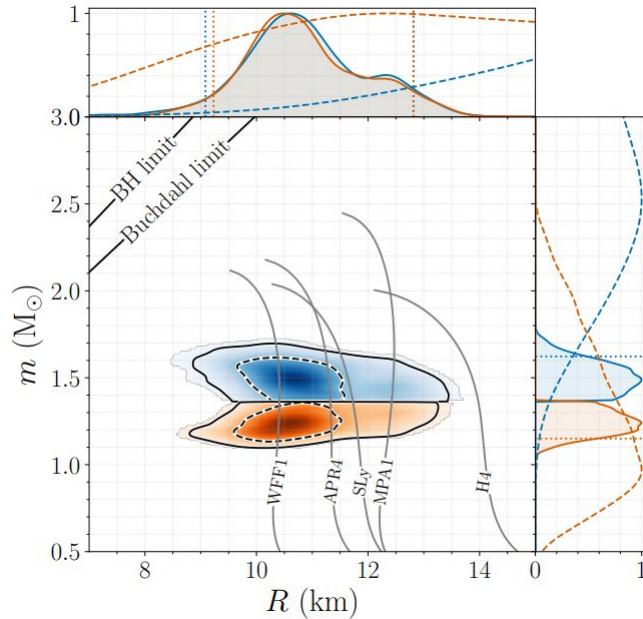 1
3.0
BH limit
Buchdahl limit
2.5
2.0
1.5
1.0
0.5
m (M⊙)
WFF1
APR4
SLy
MPA1
H4
8
10
12
14
0
1
R (km)